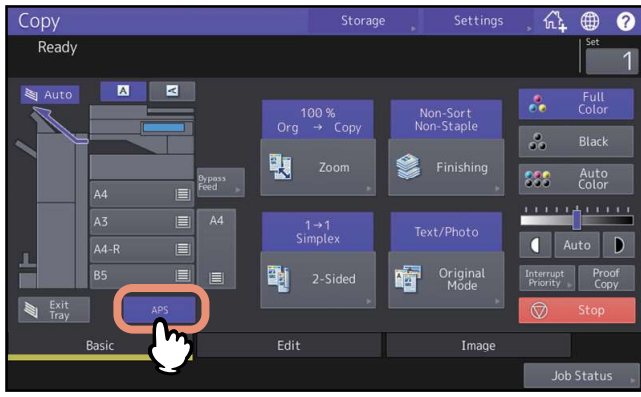 Copy
Storage
Settings
?
Ready
Set
1
Auto
A
A
100 %
Org → Copy
Zoom
Non-Sort
Non-Staple
Finishing
Full
Color
Black
Auto
Color
Bypass
Feed
A4
A3
A4-R
B5
A4
1→1
Simplex
2-Sided
Text/Photo
Original
Mode
Auto
Interrupt
Priority
Proof
Copy
Exit
Tray
APS
Stop
Basic
Edit
Image
Job Status